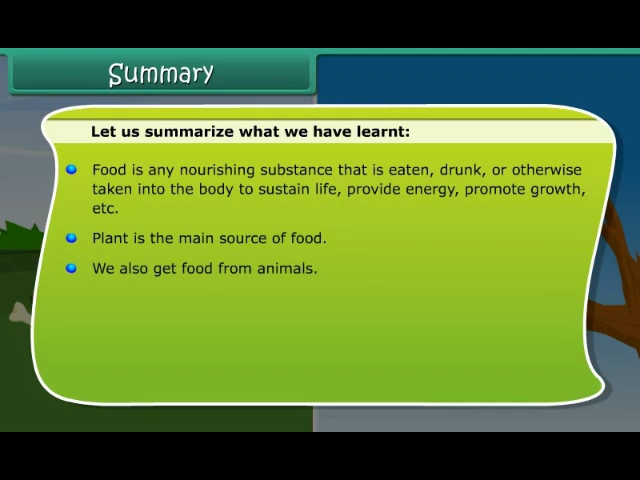 Summary
Let us summarize what we have learnt:
Food is any nourishing substance that is eaten, drunk, or otherwise
taken into the body to sustain life, provide energy, promote growth,
etc.
Plant is the main source of food.
We also get food from animals.